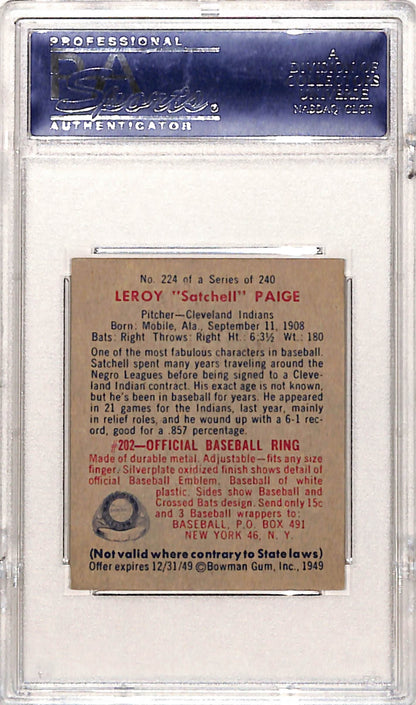 PROFESSIONAL
PSA
Sports®
AUTHENTICATOR
A
DIVISION OF
COLLECTORS
UNIVERSE
NASDAQ: CLCT
No. 224 of a Series of 240
LEROY "Satchell" PAIGE
Pitcher—Cleveland Indians
Born: Mobile, Ala., September 11, 1908
Bats: Right Throws: Right Ht.: 6:3½ Wt.: 180
One of the most fabulous characters in baseball.
Satchell spent many years traveling around the
Negro Leagues before being signed to a Cleve-
land Indian contract. His exact age is not known,
but he's been in baseball for years. He appeared
in 21 games for the Indians, last year, mainly
in relief roles, and he wound up with a 6-1 rec-
ord, good for a .857 percentage.
#202—OFFICIAL BASEBALL RING
Made of durable metal. Adjustable—fits any size
finger. Silverplate oxidized finish shows detail of
official Baseball Emblem, Baseball of white
plastic. Sides show Baseball and
Crossed Bats design. Send only 15c
and 3 Baseball wrappers to:
BASEBALL, P.O. BOX 491
NEW YORK 46, N. Y.
(Not valid where contrary to State laws)
Offer expires 12/31/49 ©Bowman Gum, Inc., 1949